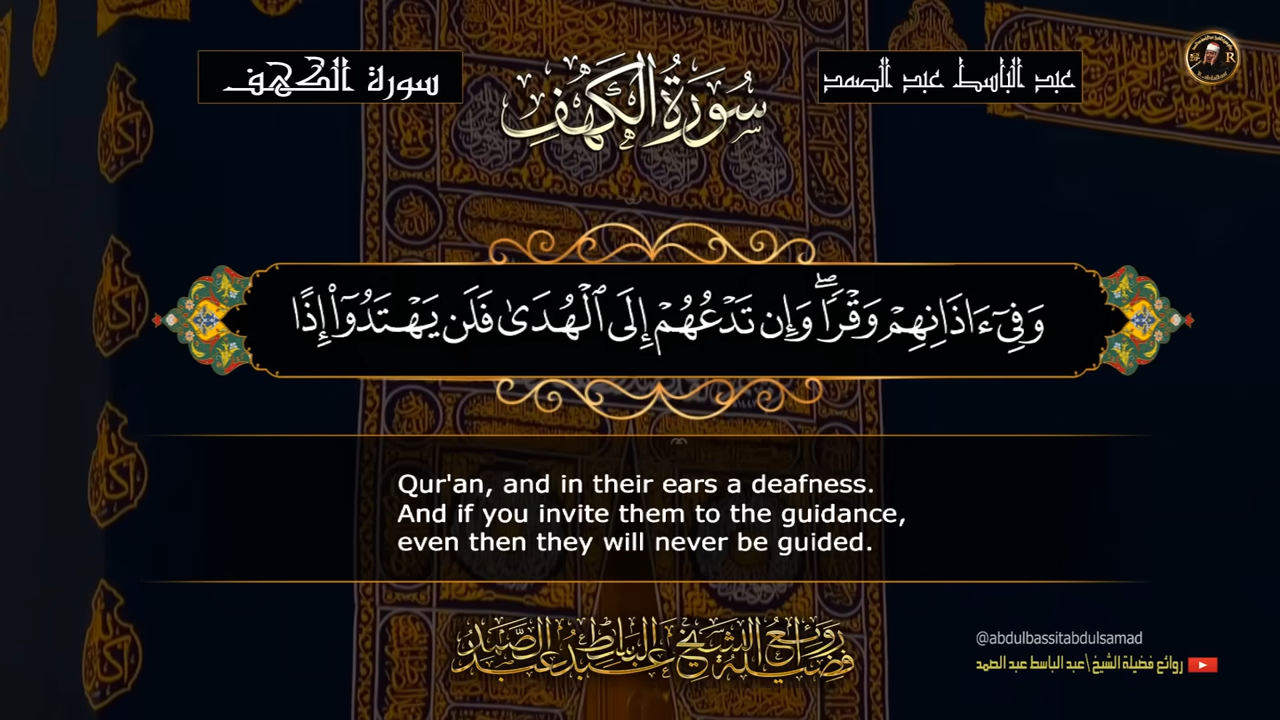 سورة الكهف
سُورَةُ الكَهْفِ
عبد الباسط عبد الصمد
R
وَفِىٓ ءَاذَانِهِمْ وَقْرًۭا ۖ وَإِن تَدْعُهُمْ إِلَى ٱلْهُدَىٰ فَلَن يَهْتَدُوٓا۟ إِذًا
Qur'an, and in their ears a deafness.
And if you invite them to the guidance,
even then they will never be guided.
روائع فضيلة الشيخ عبد الباسط عبد الصمد
@abdulbassitabdulsamad
روائع فضيلة الشيخ \ عبد الباسط عبد الصمد